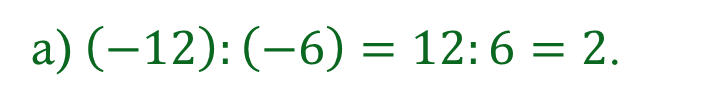 a) (−12): (−6) = 12: 6 = 2.